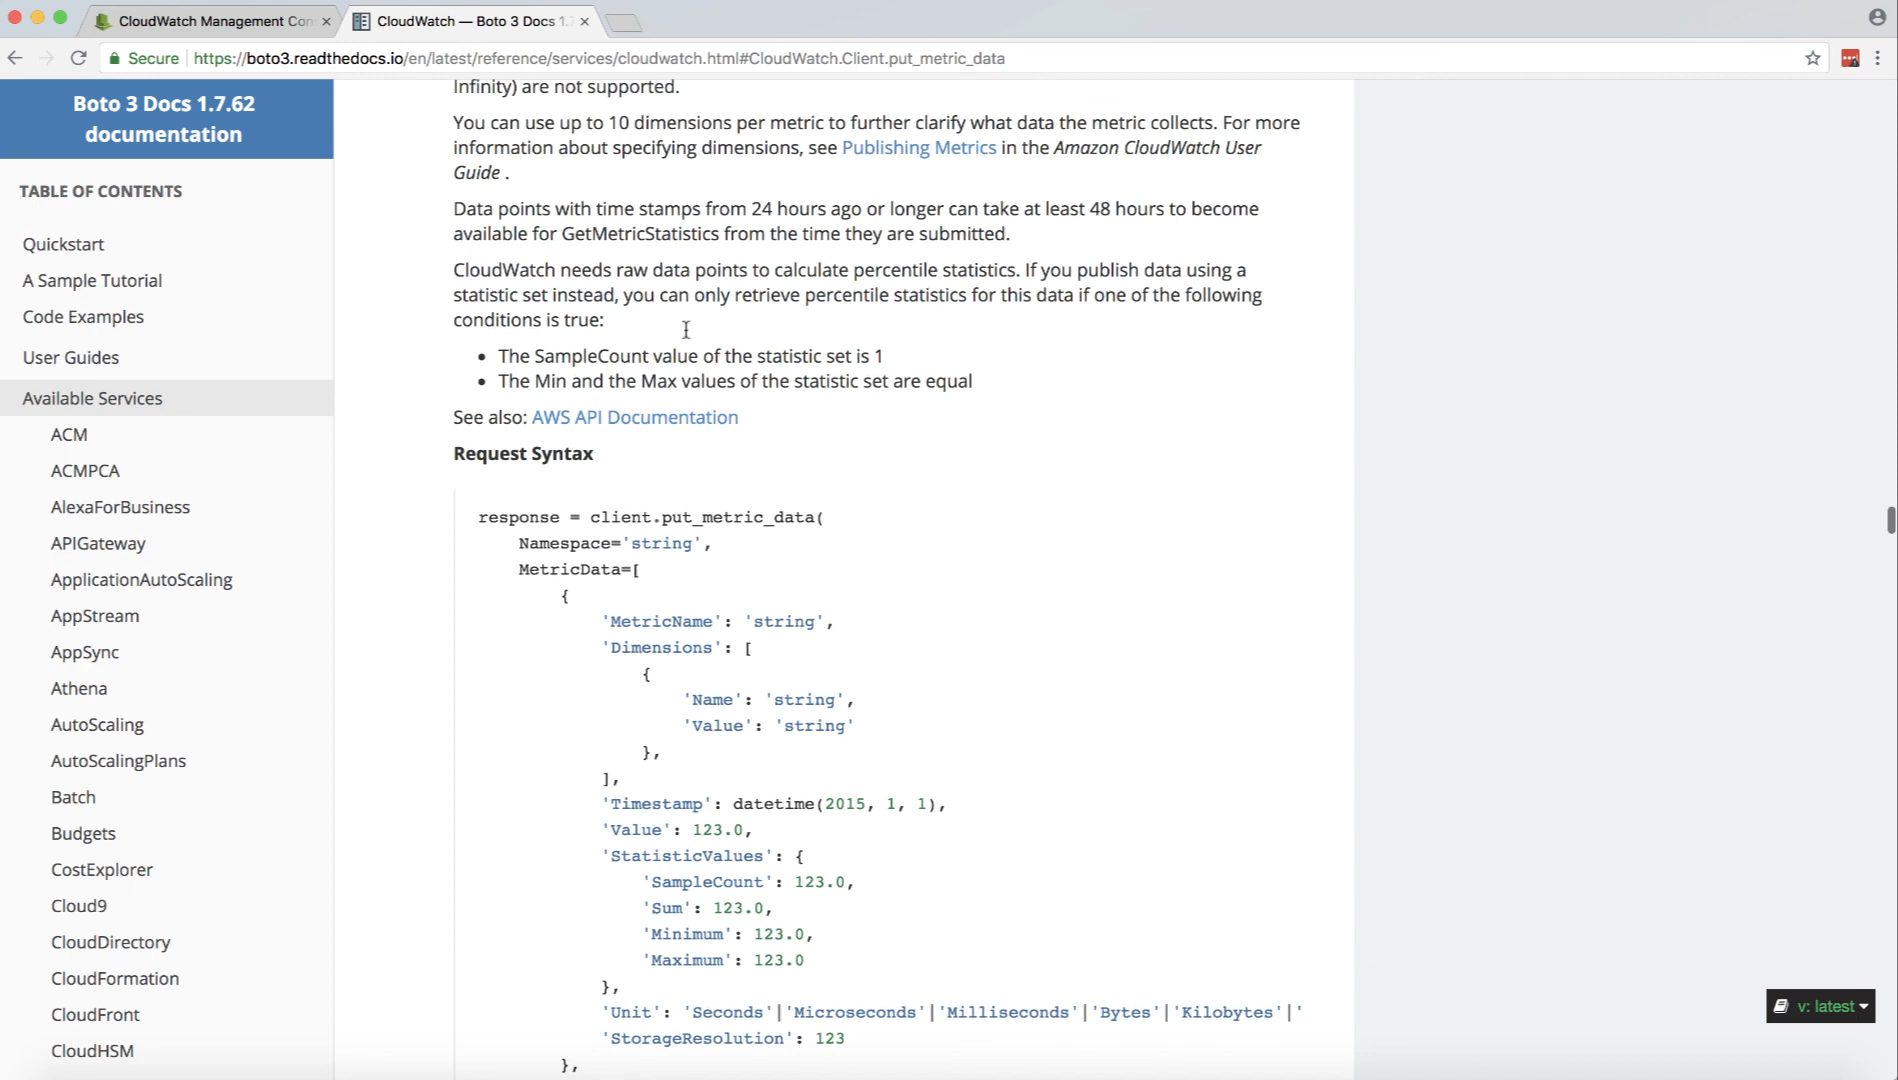 CloudWatch Management Con
CloudWatch — Boto 3 Docs 1.7
Secure
https://boto3.readthedocs.io/en/latest/reference/services/cloudwatch.html#CloudWatch.Client.put_metric_data
Boto 3 Docs 1.7.62
documentation
TABLE OF CONTENTS
Quickstart
A Sample Tutorial
Code Examples
User Guides
Available Services
ACM
ACMPCA
AlexaForBusiness
APIGateway
ApplicationAutoScaling
AppStream
AppSync
Athena
AutoScaling
AutoScalingPlans
Batch
Budgets
CostExplorer
Cloud9
CloudDirectory
CloudFormation
CloudFront
CloudHSM
Infinity) are not supported.
You can use up to 10 dimensions per metric to further clarify what data the metric collects. For more
information about specifying dimensions, see Publishing Metrics in the Amazon CloudWatch User
Guide .
Data points with time stamps from 24 hours ago or longer can take at least 48 hours to become
available for GetMetricStatistics from the time they are submitted.
CloudWatch needs raw data points to calculate percentile statistics. If you publish data using a
statistic set instead, you can only retrieve percentile statistics for this data if one of the following
conditions is true:
• The SampleCount value of the statistic set is 1
• The Min and the Max values of the statistic set are equal
See also: AWS API Documentation
Request Syntax
response = client.put_metric_data(
Namespace='string',
MetricData=[
{
'MetricName': 'string',
'Dimensions': [
{
'Name': 'string',
'Value': 'string'
},
],
'Timestamp': datetime(2015, 1, 1),
'Value': 123.0,
'StatisticValues': {
'SampleCount': 123.0,
'Sum': 123.0,
'Minimum': 123.0,
'Maximum': 123.0
},
'Unit': 'Seconds'|'Microseconds'|'Milliseconds'|'Bytes'|'Kilobytes'|'
'StorageResolution': 123
},
v: latest